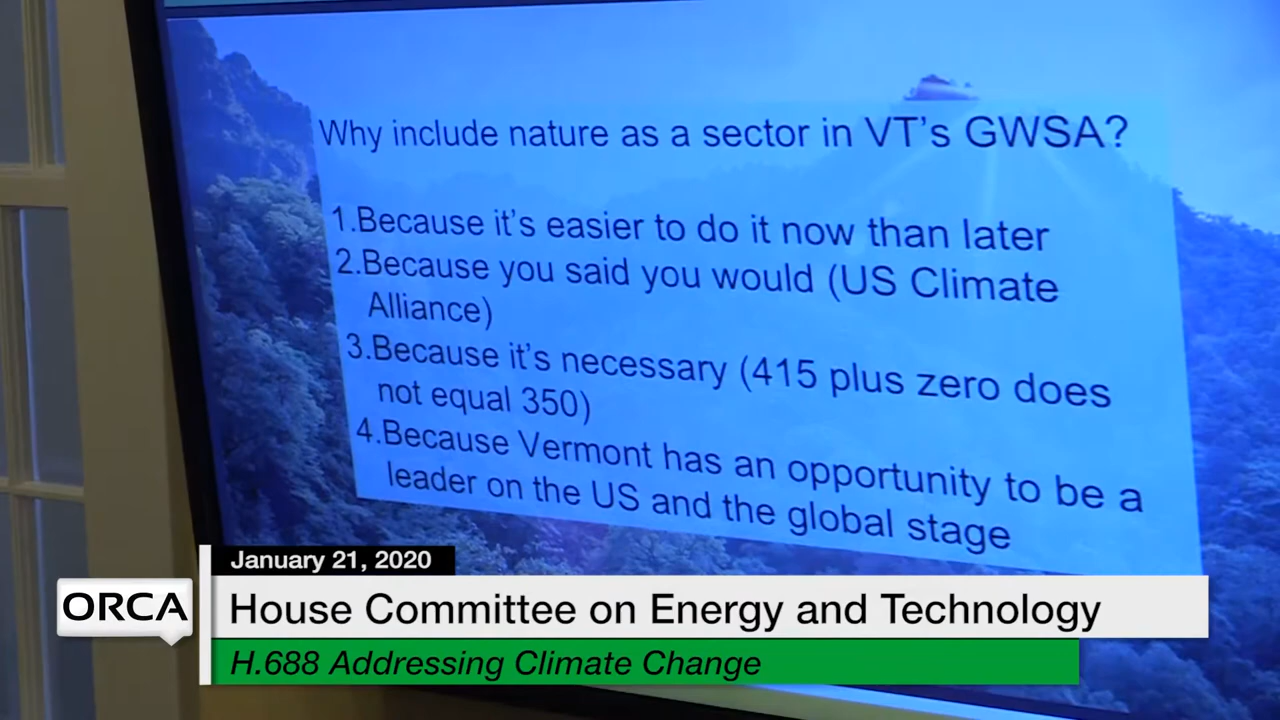 Why include nature as a sector in VT's GWSA?
1.Because it's easier to do it now than later
2.Because you said you would (US Climate
Alliance)
3.Because it's necessary (415 plus zero does
not equal 350)
4.Because Vermont has an opportunity to be a
leader on the US and the global stage
January 21, 2020
ORCA
House Committee on Energy and Technology
H.688 Addressing Climate Change